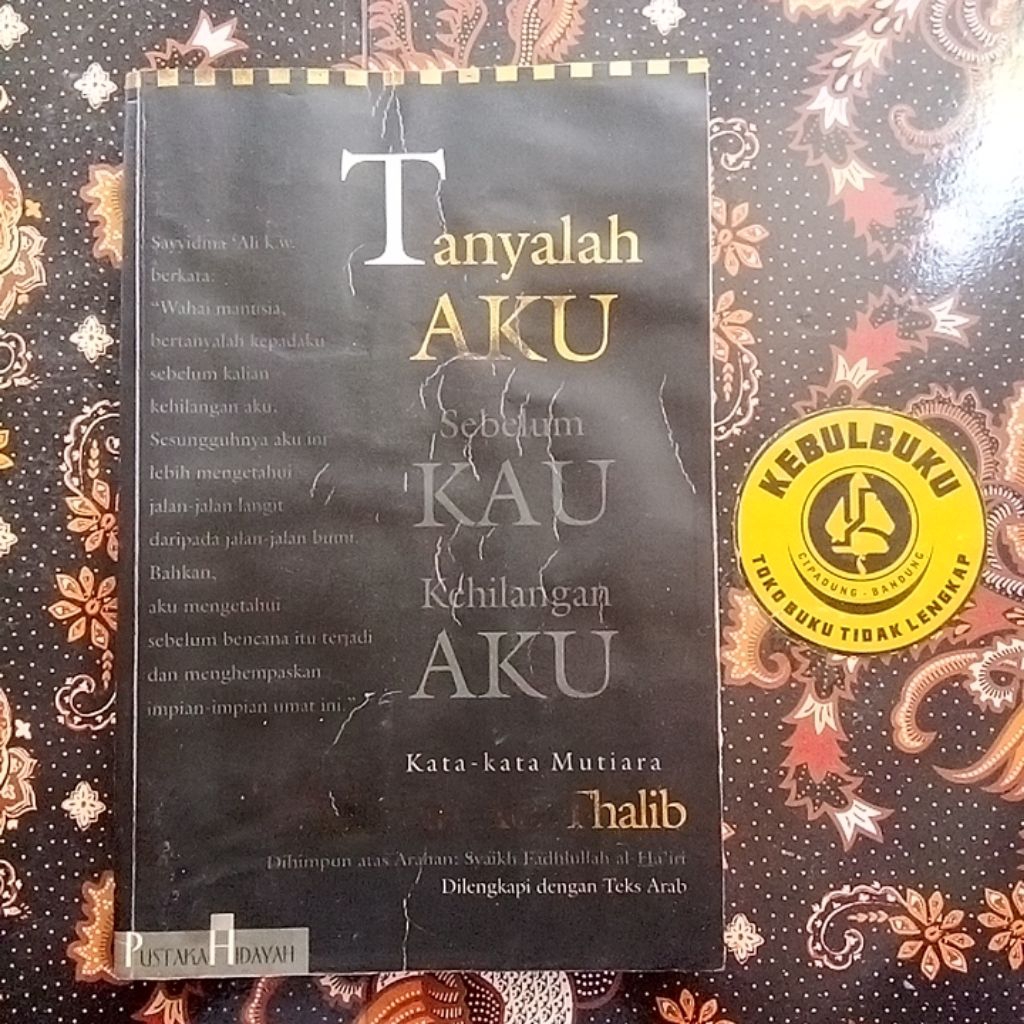 Tanyalah
AKU
Sebelum
KAU
Kehilangan
AKU
Sayyidina 'Ali k.w.
berkata:
"Wahai manusia,
bertanyalah kepadaku
sebelum kalian
kehilangan aku.
Sesungguhnya aku ini
lebih mengetahui
jalan-jalan langit
daripada jalan-jalan bumi.
Bahkan,
aku mengetahui
sebelum bencana itu terjadi
dan menghempaskan
impian-impian umat ini."
Kata-kata Mutiara
Thalib
Dihimpun atas Arahan: Syaikh Fadhlullah al-Ha'iri
Dilengkapi dengan Teks Arab
PUSTAKA HIDAYAH
KEBULBUKU
CIPADUNG - BANDUNG
TOKO BUKU TIDAK LENGKAP